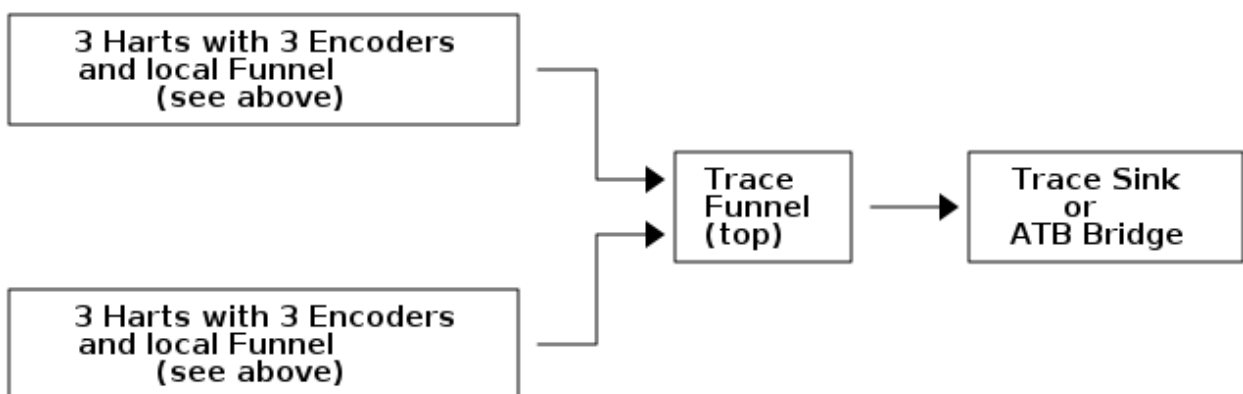 3 Harts with 3 Encoders
and local Funnel
(see above)
Trace
Funnel
(top)
Trace Sink
or
ATB Bridge
3 Harts with 3 Encoders
and local Funnel
(see above)